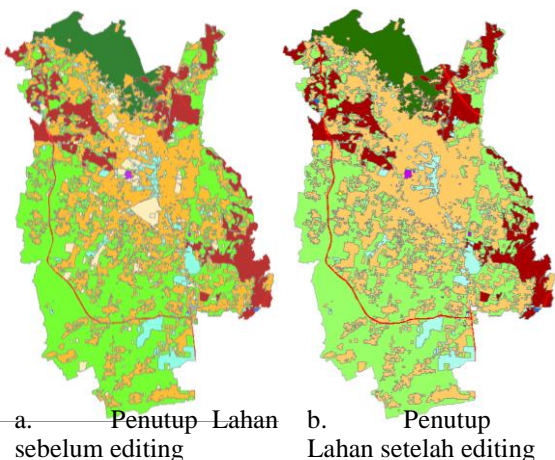 a. Penutup Lahan
sebelum editing
b. Penutup
Lahan setelah editing